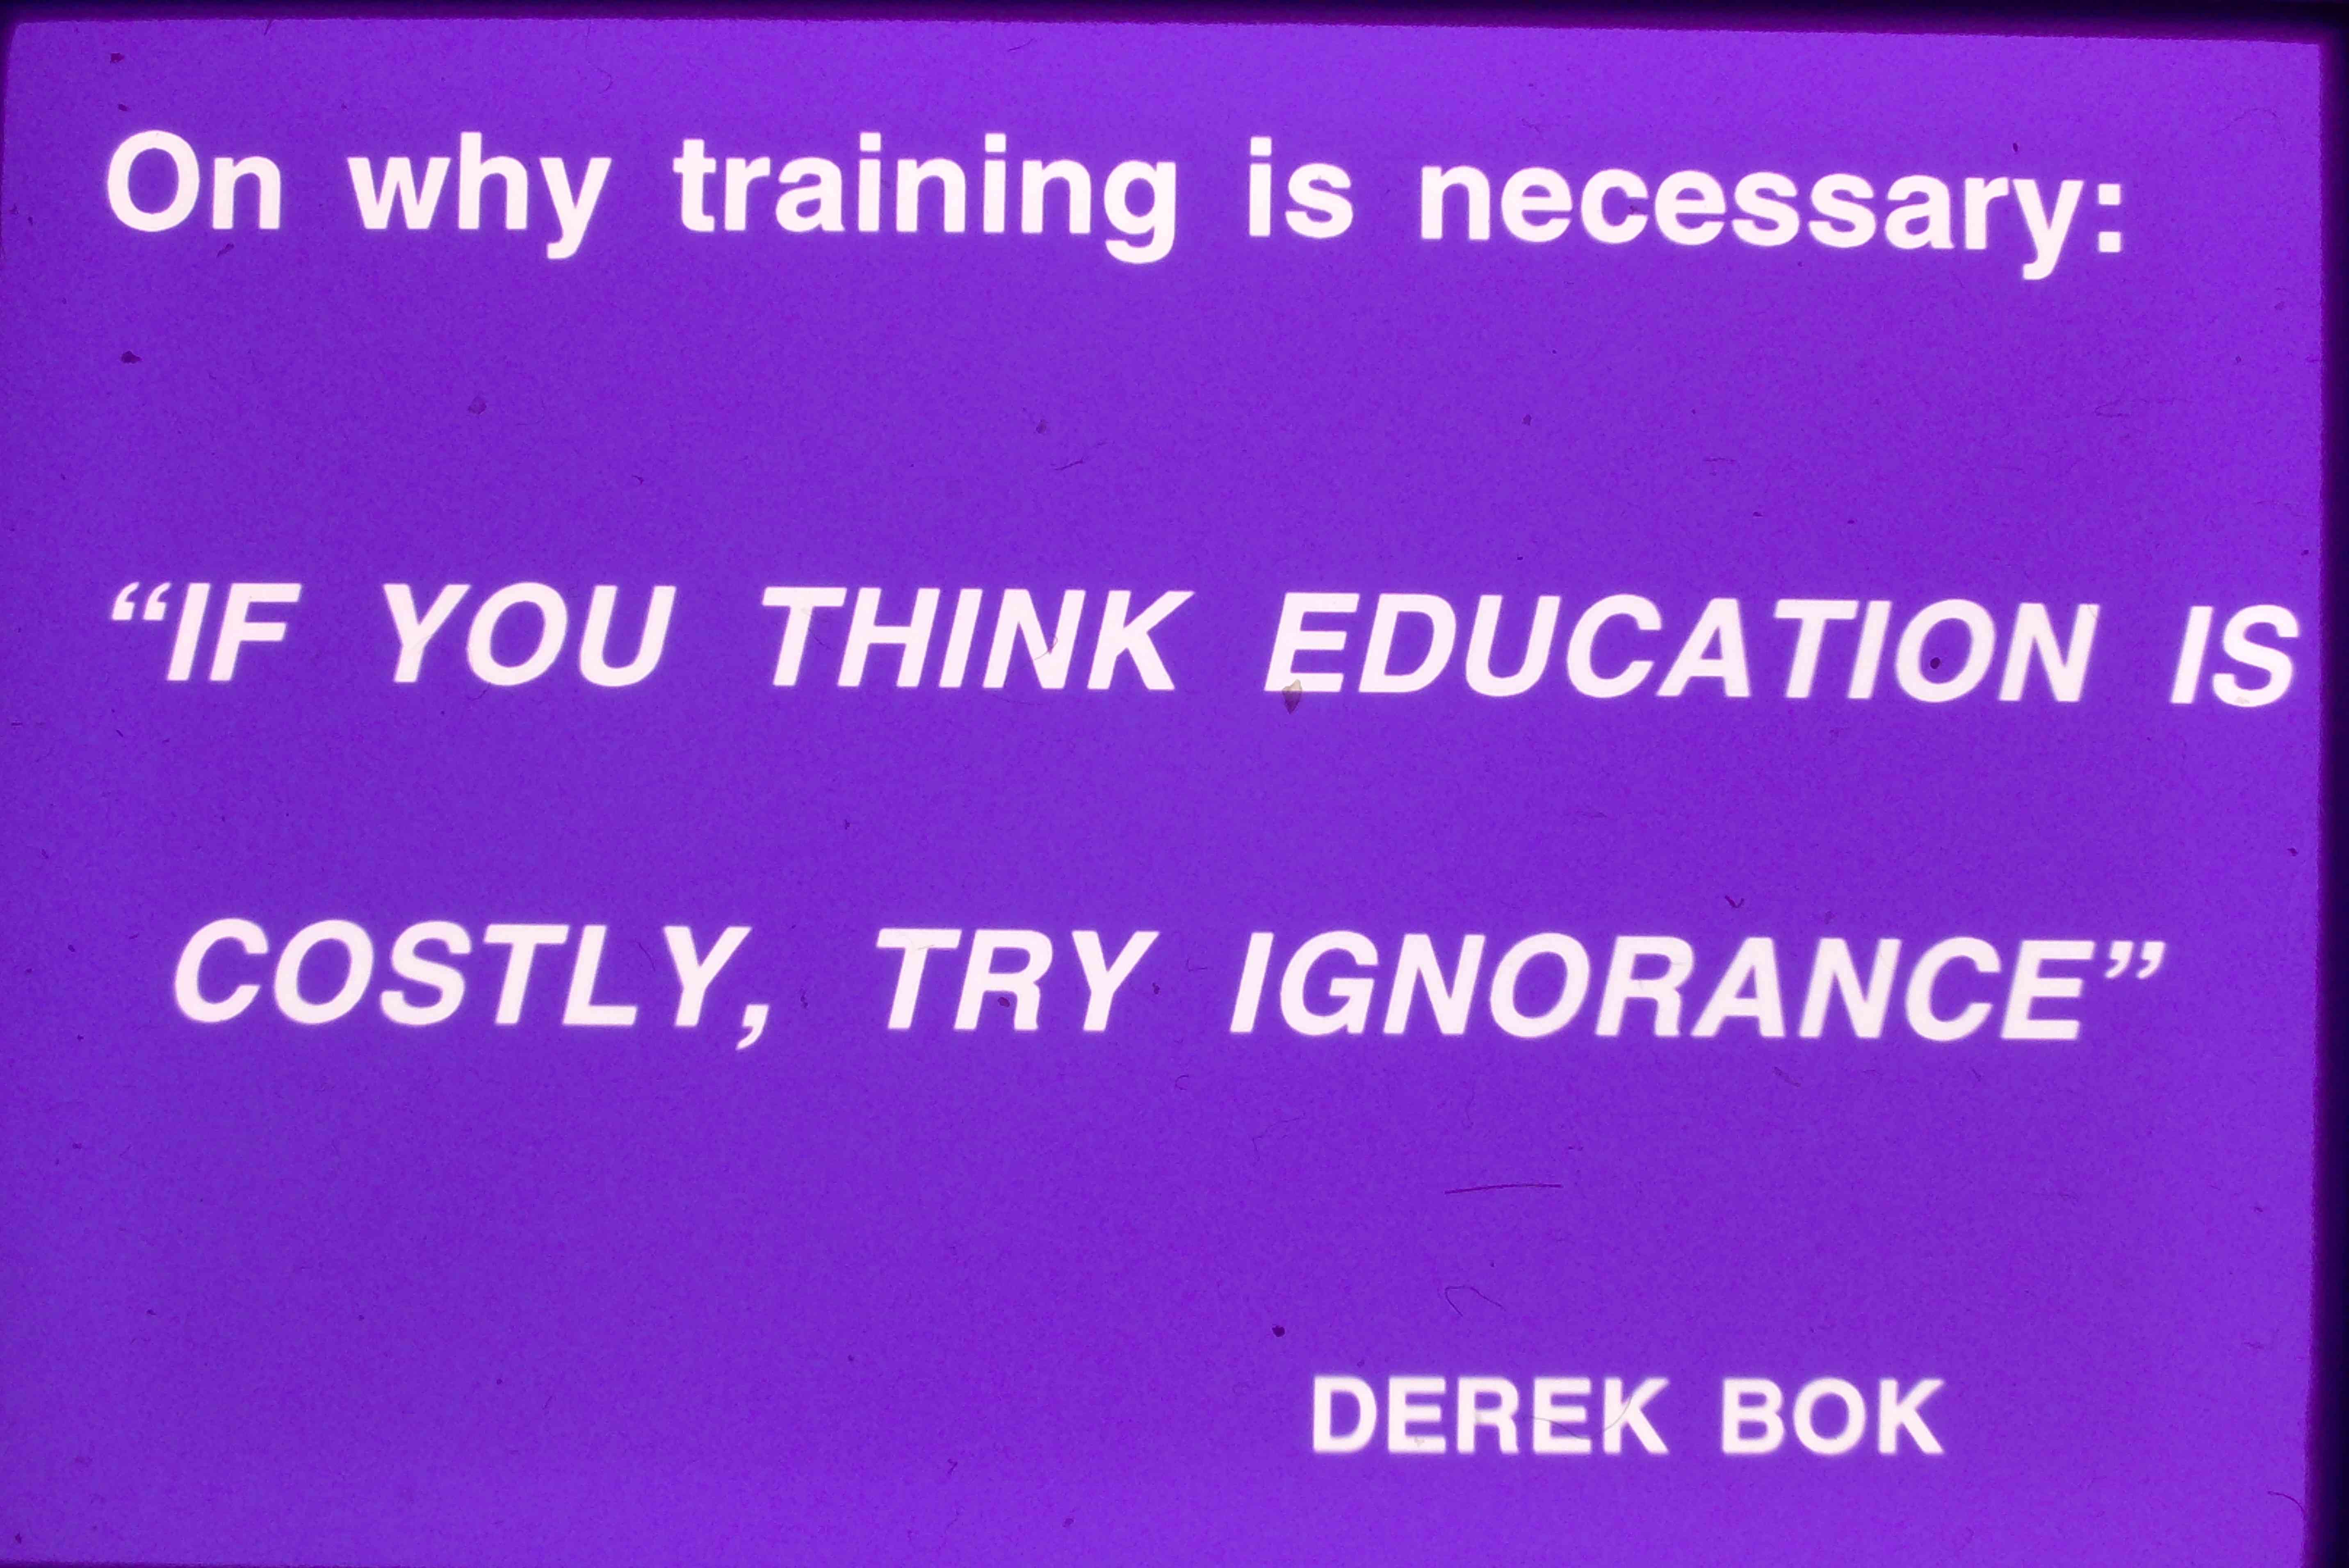 On why training is necessary:
“IF YOU THINK EDUCATION IS
COSTLY, TRY IGNORANCE”
DEREK BOK